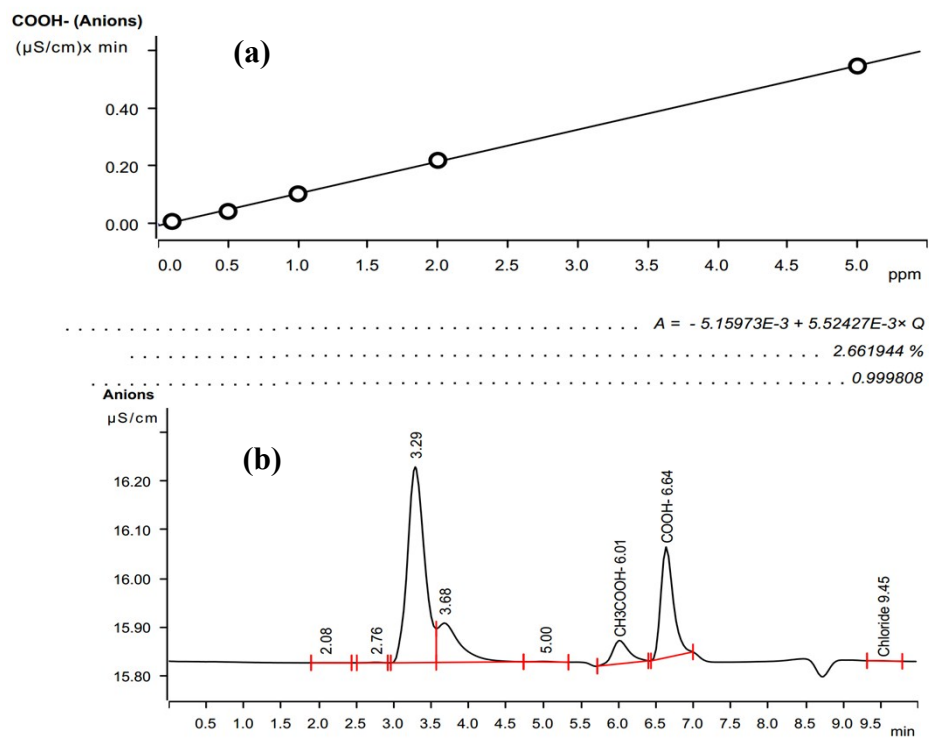 COOH- (Anions)
(µS/cm)x min
(a)
0.40
0.20
0.00
0.0 0.5 1.0 1.5 2.0 2.5 3.0 3.5 4.0 4.5 5.0
ppm
A = - 5.15973E-3 + 5.52427E-3× Q
2.661944 %
0.999808
Anions
µS/cm
(b)
16.20
16.10
16.00
15.90
15.80
2.08
2.76
3.29
3.68
5.00
CH3COOH- 6.01
COOH- 6.64
Chloride 9.45
0.5 1.0 1.5 2.0 2.5 3.0 3.5 4.0 4.5 5.0 5.5 6.0 6.5 7.0 7.5 8.0 8.5 9.0 9.5
min